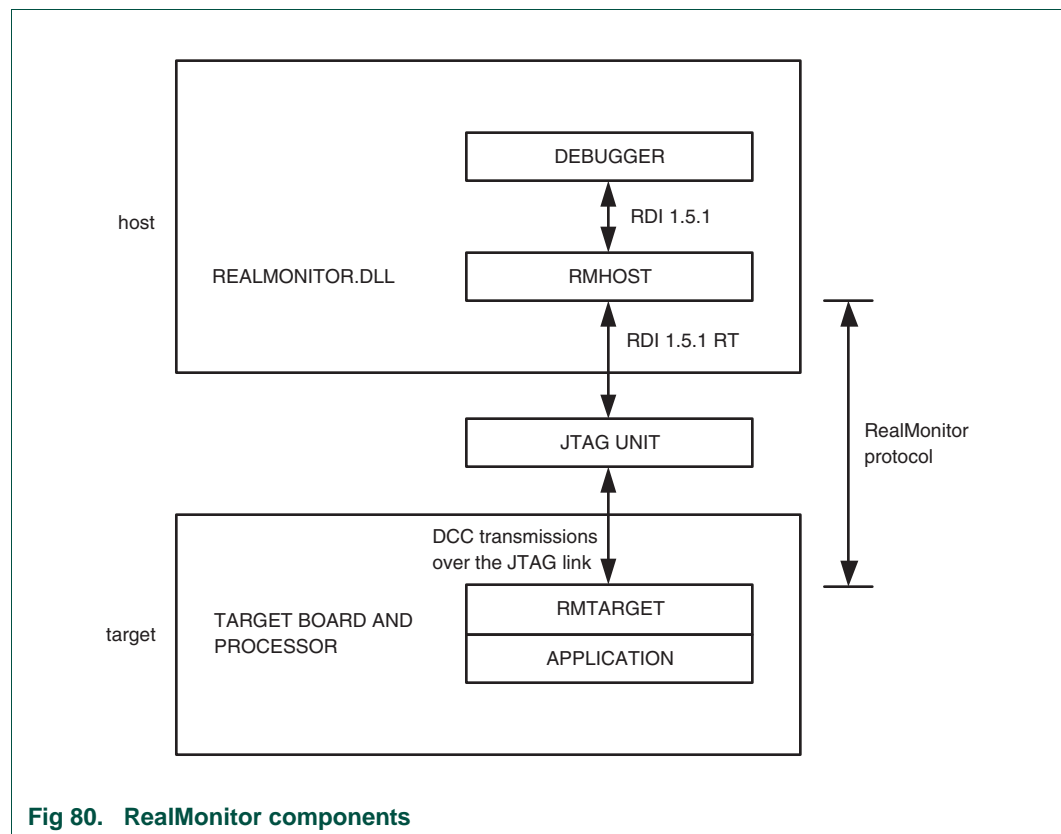 DEBUGGER
RDI 1.5.1
host
REALMONITOR.DLL
RMHOST
RDI 1.5.1 RT
JTAG UNIT
RealMonitor
protocol
DCC transmissions
over the JTAG link
target
TARGET BOARD AND
PROCESSOR
RMTARGET
APPLICATION
Fig 80. RealMonitor components